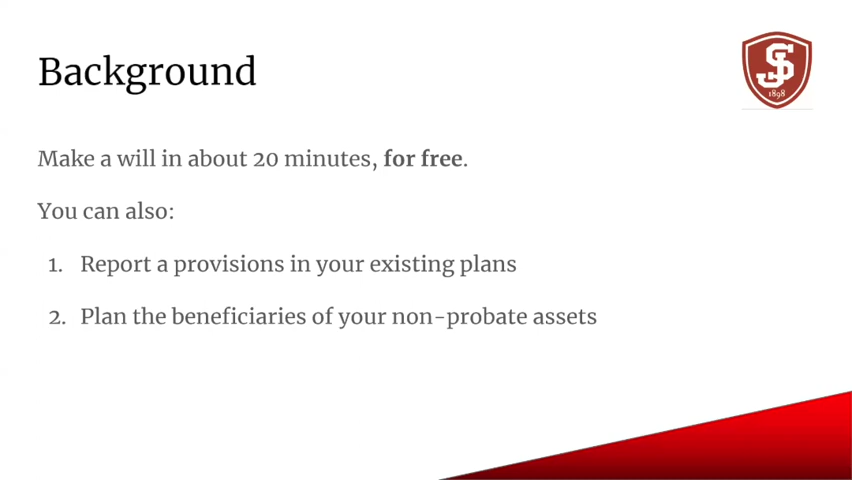 Background
1898
Make a will in about 20 minutes, for free.
You can also:
1. Report a provisions in your existing plans
2. Plan the beneficiaries of your non-probate assets